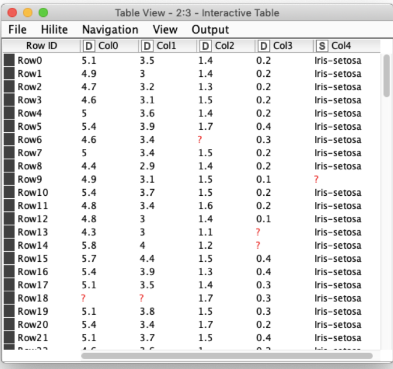 Table View - 2:3 - Interactive Table
File Hilite Navigation View Output
Row ID D Col0 D Col1 D Col2 D Col3 S Col4
Row0 5.1 3.5 1.4 0.2 Iris-setosa
Row1 4.9 3 1.4 0.2 Iris-setosa
Row2 4.7 3.2 1.3 0.2 Iris-setosa
Row3 4.6 3.1 1.5 0.2 Iris-setosa
Row4 5 3.6 1.4 0.2 Iris-setosa
Row5 5.4 3.9 1.7 0.4 Iris-setosa
Row6 4.6 3.4 ? 0.3 Iris-setosa
Row7 5 3.4 1.5 0.2 Iris-setosa
Row8 4.4 2.9 1.4 0.2 Iris-setosa
Row9 4.9 3.1 1.5 0.1 ?
Row10 5.4 3.7 1.5 0.2 Iris-setosa
Row11 4.8 3.4 1.6 0.2 Iris-setosa
Row12 4.8 3 1.4 0.1 Iris-setosa
Row13 4.3 3 1.1 ? Iris-setosa
Row14 5.8 4 1.2 ? Iris-setosa
Row15 5.7 4.4 1.5 0.4 Iris-setosa
Row16 5.4 3.9 1.3 0.4 Iris-setosa
Row17 5.1 3.5 1.4 0.3 Iris-setosa
Row18 ? ? 1.7 0.3 Iris-setosa
Row19 5.1 3.8 1.5 0.3 Iris-setosa
Row20 5.4 3.4 1.7 0.2 Iris-setosa
Row21 5.1 3.7 1.5 0.4 Iris-setosa